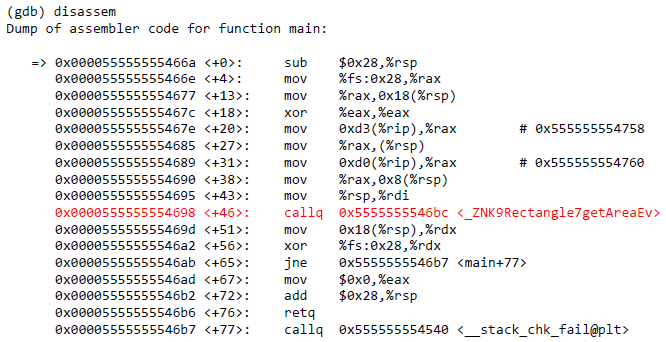 (gdb) disassem
Dump of assembler code for function main:
=> 0x000055555555466a <+0>: sub $0x28,%rsp
0x000055555555466e <+4>: mov %fs:0x28,%rax
0x0000555555554677 <+13>: mov %rax,0x18(%rsp)
0x000055555555467c <+18>: xor %eax,%eax
0x000055555555467e <+20>: mov 0xd3(%rip),%rax # 0x555555554758
0x0000555555554685 <+27>: mov %rax,(%rsp)
0x0000555555554689 <+31>: mov 0xd0(%rip),%rax # 0x555555554760
0x0000555555554690 <+38>: mov %rax,0x8(%rsp)
0x0000555555554695 <+43>: mov %rsp,%rdi
0x0000555555554698 <+46>: callq 0x5555555546bc <_ZNK9Rectangle7getAreaEv>
0x000055555555469d <+51>: mov 0x18(%rsp),%rdx
0x00005555555546a2 <+56>: xor %fs:0x28,%rdx
0x00005555555546ab <+65>: jne 0x5555555546b7 <main+77>
0x00005555555546ad <+67>: mov $0x0,%eax
0x00005555555546b2 <+72>: add $0x28,%rsp
0x00005555555546b6 <+76>: retq
0x00005555555546b7 <+77>: callq 0x555555554540 <__stack_chk_fail@plt>